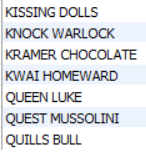 KISSING DOLLS
KNOCK WARLOCK
KRAMER CHOCOLATE
KWAI HOMEWARD
QUEEN LUKE
QUEST MUSSOLINI
QUILLS BULL